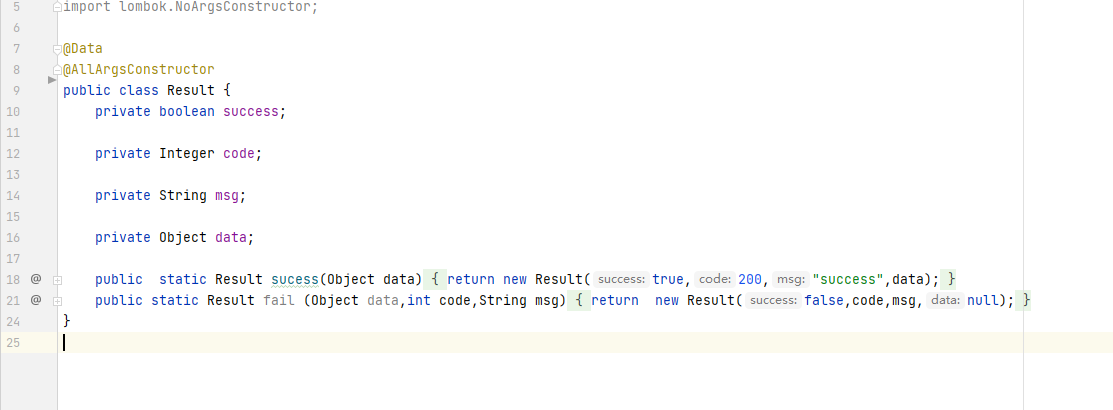 5 import lombok.NoArgsConstructor;
6
7 @Data
8 @AllArgsConstructor
9 public class Result {
10 private boolean success;
11
12 private Integer code;
13
14 private String msg;
15
16 private Object data;
17
18 @ public  static Result sucess(Object data) { return new Result( success: true, code: 200, msg: "success",data); }
21 @ public static Result fail (Object data,int code,String msg) { return  new Result( success: false,code,msg, data: null); }
24 }
25